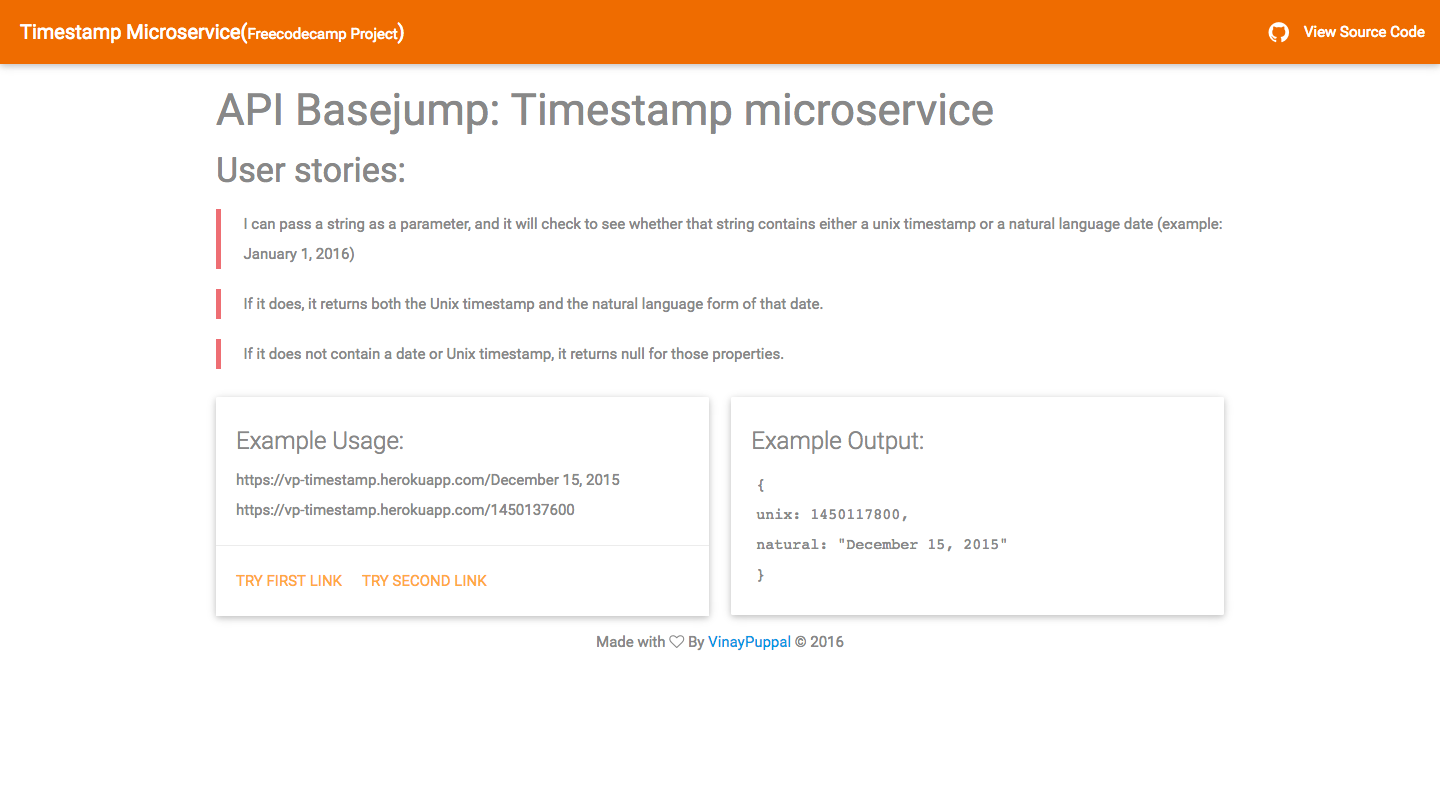 Timestamp Microservice(Freecodecamp Project)
View Source Code
API Basejump: Timestamp microservice
User stories:
I can pass a string as a parameter, and it will check to see whether that string contains either a unix timestamp or a natural language date (example:
January 1, 2016)
If it does, it returns both the Unix timestamp and the natural language form of that date.
If it does not contain a date or Unix timestamp, it returns null for those properties.
Example Usage:
https://vp-timestamp.herokuapp.com/December 15, 2015
https://vp-timestamp.herokuapp.com/1450137600
TRY FIRST LINK TRY SECOND LINK
Example Output:
{
unix: 1450117800,
natural: "December 15, 2015"
}
Made with ♡ By VinayPuppal © 2016